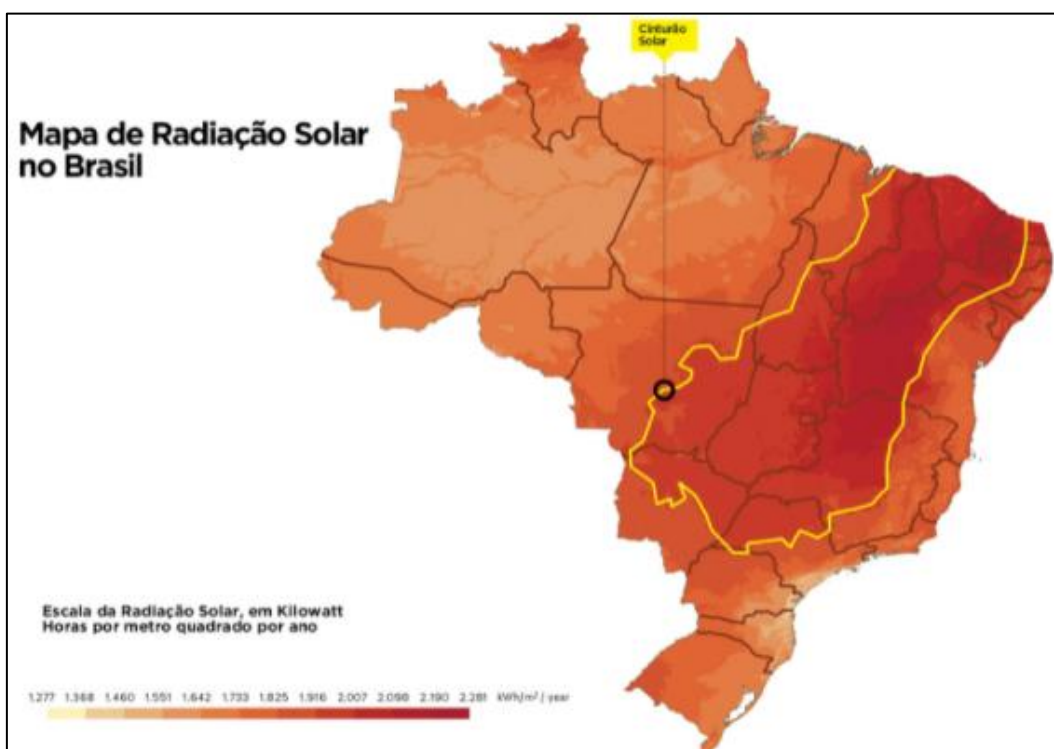 Cinturão
Solar
Mapa de Radiação Solar
no Brasil
Escala da Radiação Solar, em Kilowatt
Horas por metro quadrado por ano
1.277 1.368 1.460 1.551 1.642 1.733 1.825 1.916 2.007 2.098 2.190 2.281 kWh/m² / year